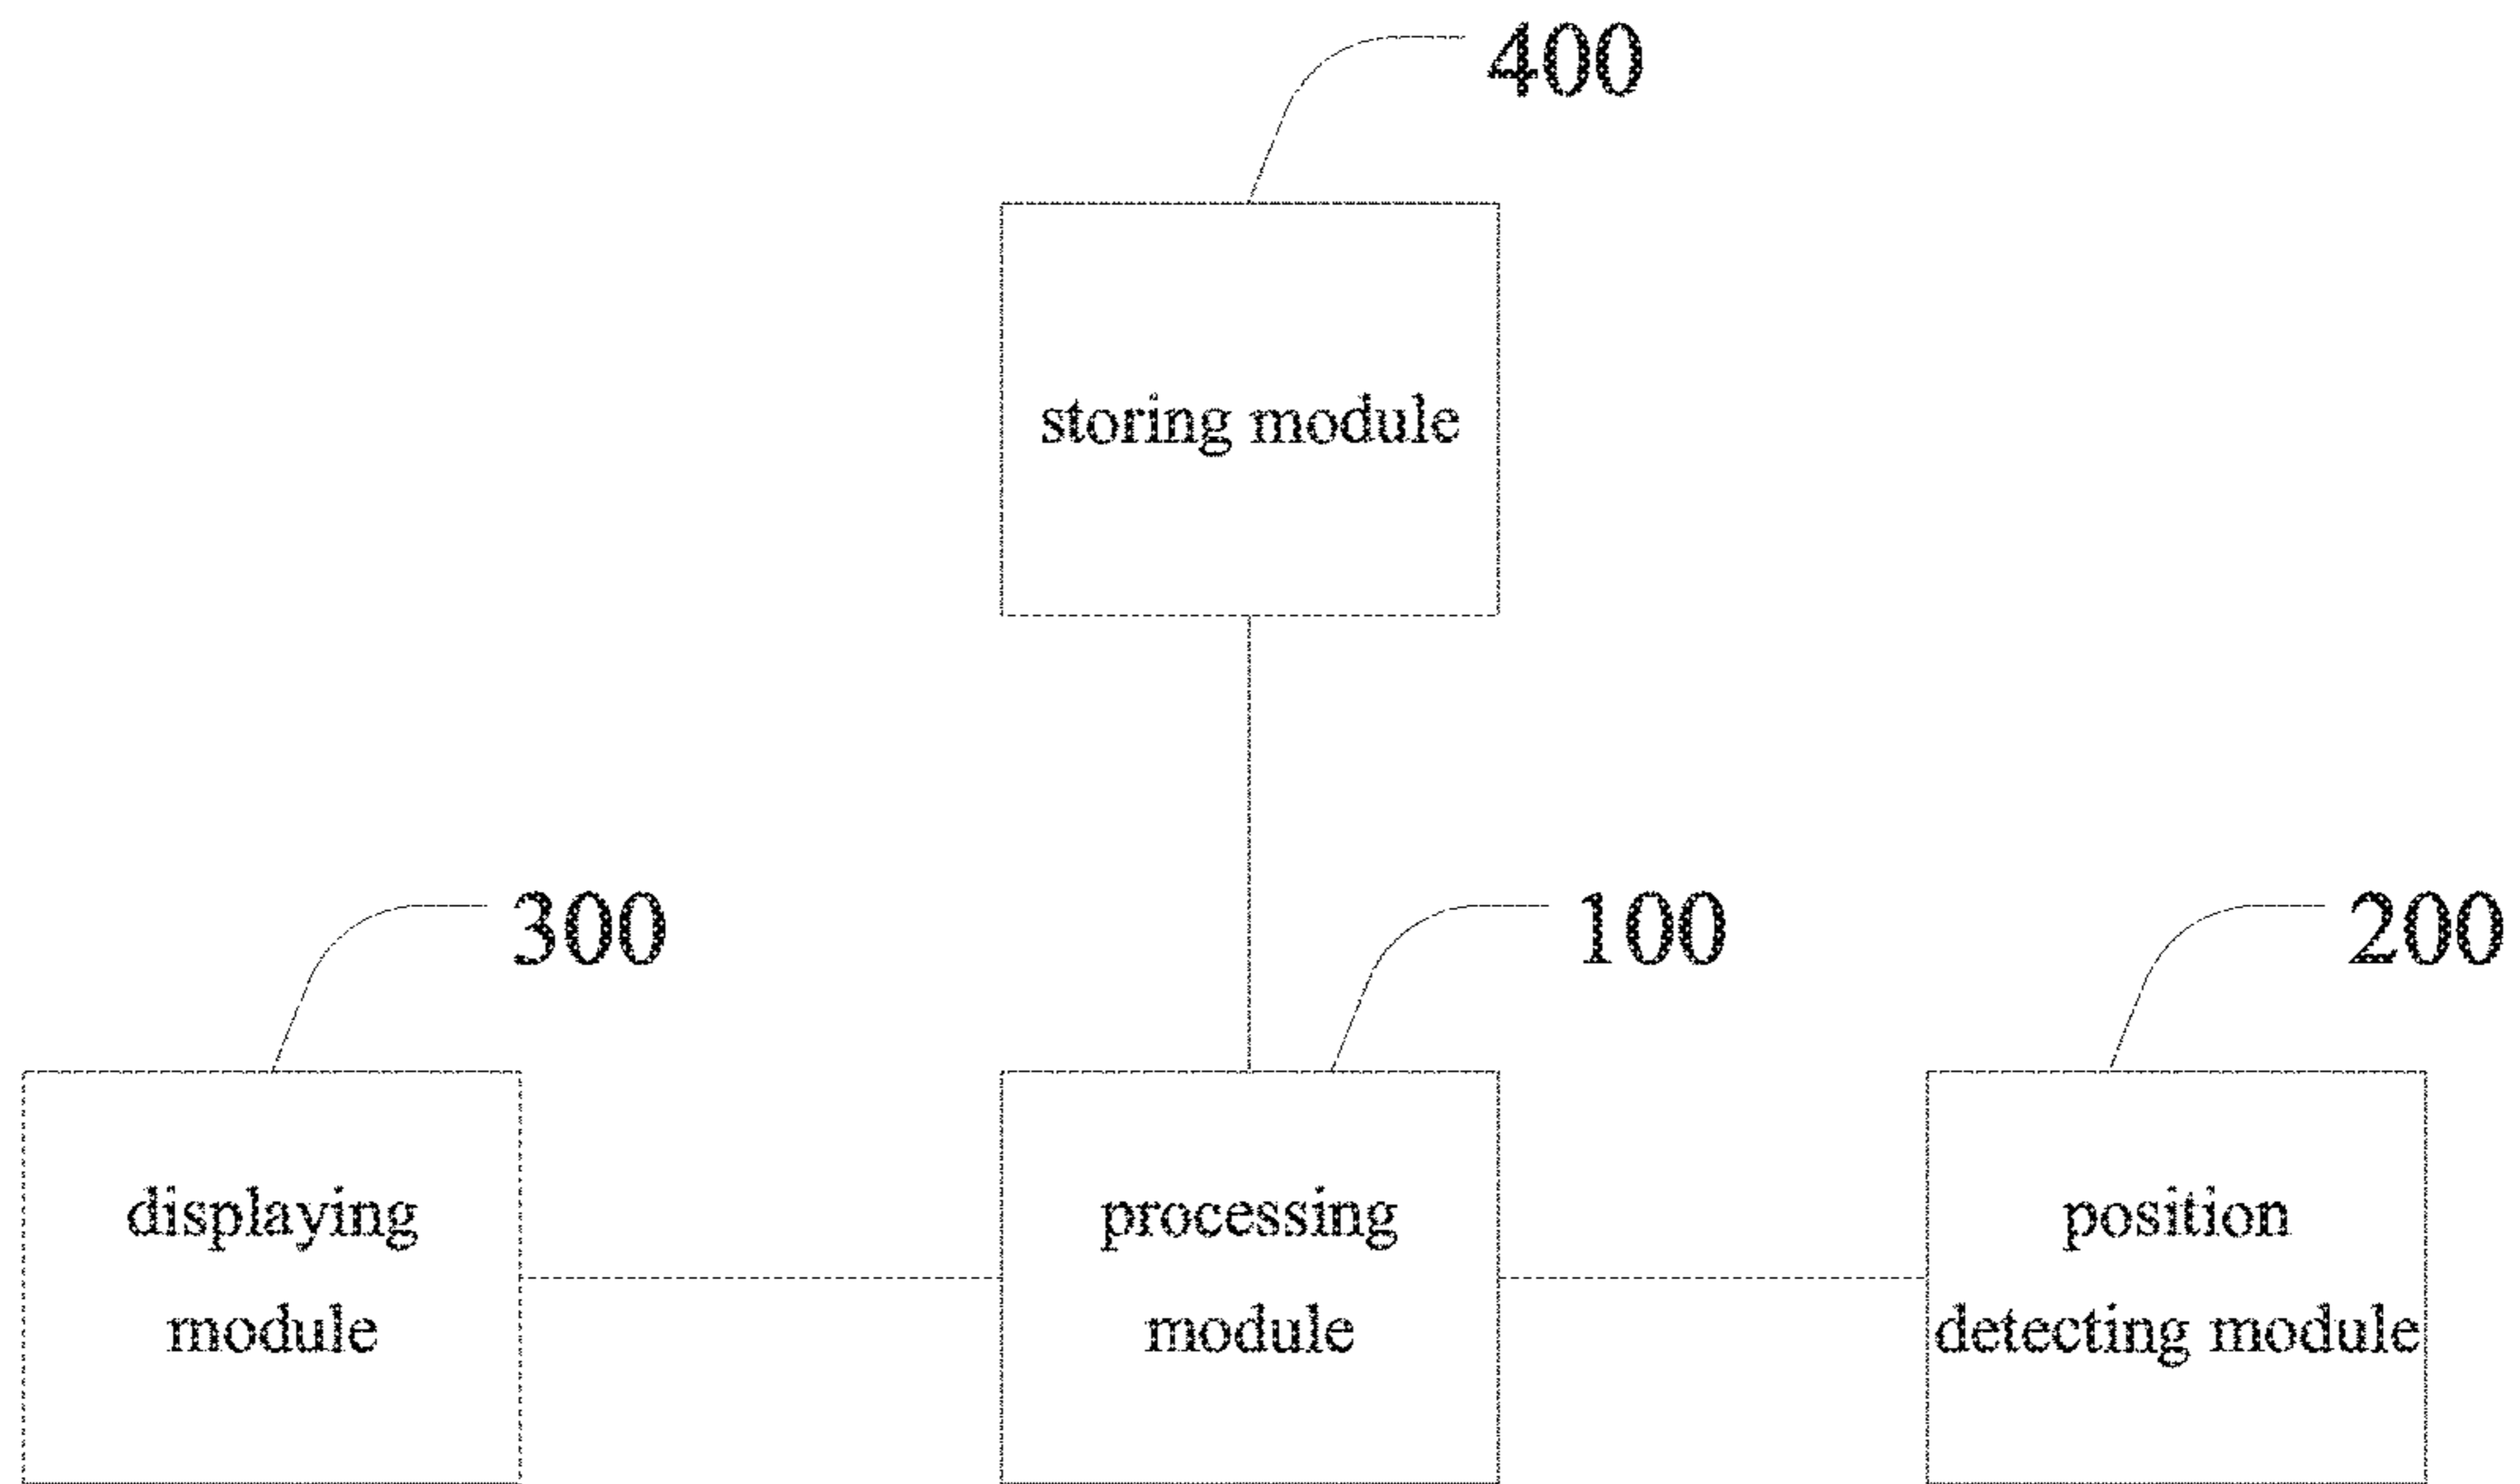 400
storing module
300
100
200
displaying
module
processing
module
position
detecting module